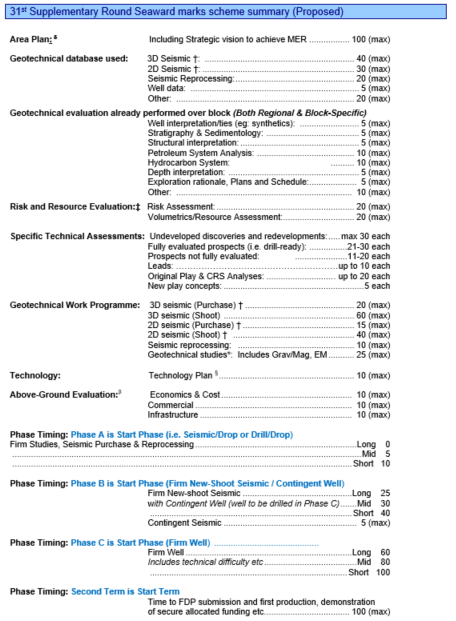 31st Supplementary Round Seaward marks scheme summary (Proposed)
Area Plan:& Including Strategic vision to achieve MER ................ 100 (max)
Geotechnical database used: 3D Seismic †: ................ 40 (max)
2D Seismic †: ................ 30 (max)
Seismic Reprocessing: ................ 20 (max)
Well data: ................ 5 (max)
Other: ................ 20 (max)
Geotechnical evaluation already performed over block (Both Regional & Block-Specific)
Well interpretation/ties (eg: synthetics): ................ 5 (max)
Stratigraphy & Sedimentology: ................ 5 (max)
Structural interpretation: ................ 5 (max)
Petroleum System Analysis: ................ 10 (max)
Hydrocarbon System: .......... 10 (max)
Depth interpretation: ................ 5 (max)
Exploration rationale, Plans and Schedule: ................ 5 (max)
Other: ................ 10 (max)
Risk and Resource Evaluation:‡ Risk Assessment: ................ 20 (max)
Volumetrics/Resource Assessment: ................ 20 (max)
Specific Technical Assessments: Undeveloped discoveries and redevelopments: ..... max 30 each
Fully evaluated prospects (i.e. drill-ready): ................ 21-30 each
Prospects not fully evaluated: ................ 11-20 each
Leads: ................ up to 10 each
Original Play & CRS Analyses: ................ up to 20 each
New play concepts: ................ 5 each
Geotechnical Work Programme: 3D seismic (Purchase) † ................ 20 (max)
3D seismic (Shoot) ................ 60 (max)
2D seismic (Purchase) † ................ 15 (max)
2D seismic (Shoot) † ................ 40 (max)
Seismic reprocessing: ................ 10 (max)
Geotechnical studies*: Includes Grav/Mag, EM .......... 25 (max)
Technology: Technology Plan § ................ 10 (max)
Above-Ground Evaluation: Economics & Cost ................ 10 (max)
Commercial ................ 10 (max)
Infrastructure ................ 10 (max)
Phase Timing: Phase A is Start Phase (i.e. Seismic/Drop or Drill/Drop)
Firm Studies, Seismic Purchase & Reprocessing ................ Long 0
................ Mid 5
................ Short 10
Phase Timing: Phase B is Start Phase (Firm New-Shoot Seismic / Contingent Well)
Firm New-shoot Seismic ................ Long 25
with Contingent Well (well to be drilled in Phase C) ...... Mid 30
................ Short 40
Contingent Seismic ................ 5 (max)
Phase Timing: Phase C is Start Phase (Firm Well) ................
Firm Well ................ Long 60
Includes technical difficulty etc ................ Mid 80
................ Short 100
Phase Timing: Second Term is Start Term
Time to FDP submission and first production, demonstration
of secure allocated funding etc ................ 100 (max)